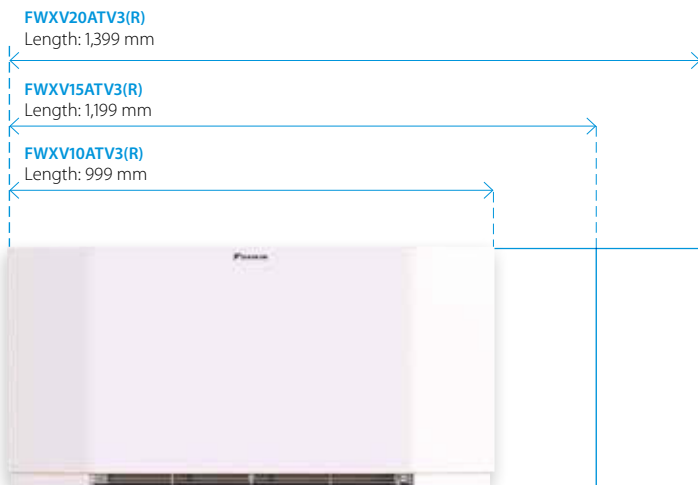 FWXV20ATV3(R)
Length: 1,399 mm
FWXV15ATV3(R)
Length: 1,199 mm
FWXV10ATV3(R)
Length: 999 mm
DAIKIN